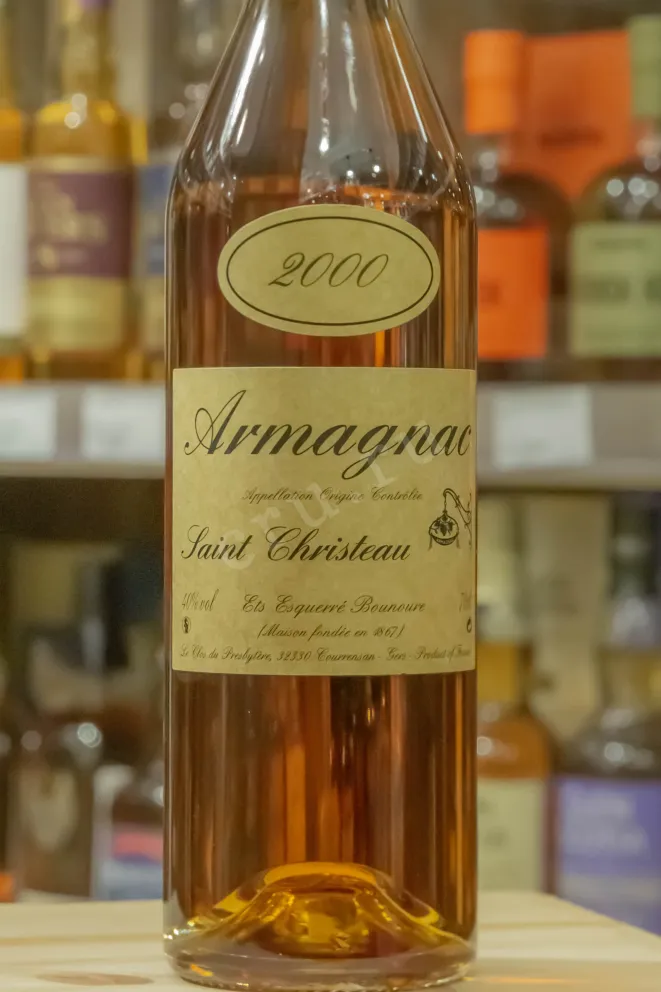 2000
Armagnac
Appellation Origine Contrôlée
Saint Christeau
40%vol Ets Esquerré Bounoure
(Maison fondée en 1867)
Le Clos du Presbytère, 32330 Courrensan - Gers - Product of France